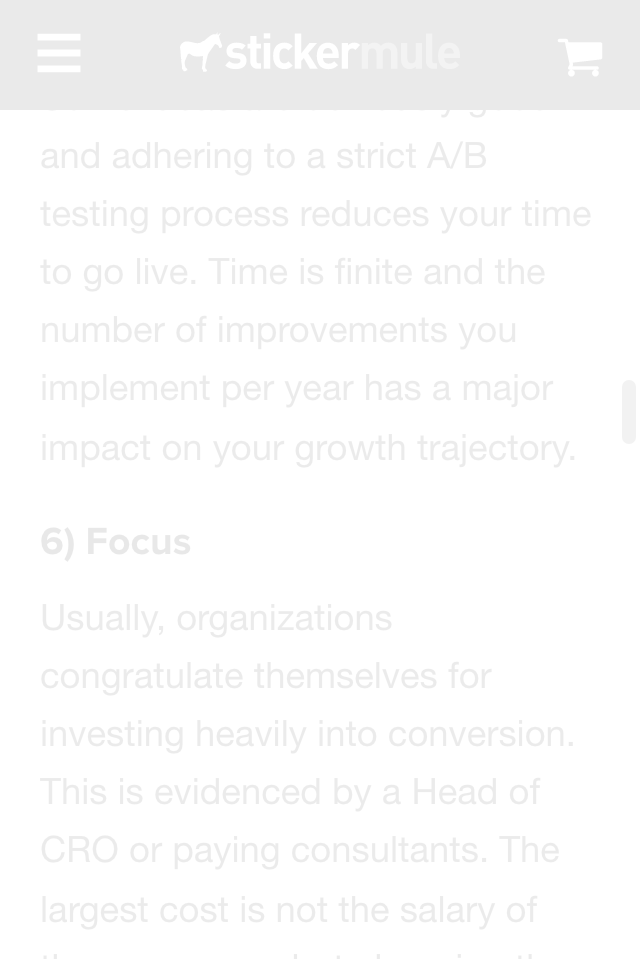 stickermule
and adhering to a strict A/B
testing process reduces your time
to go live. Time is finite and the
number of improvements you
implement per year has a major
impact on your growth trajectory.
6) Focus
Usually, organizations
congratulate themselves for
investing heavily into conversion.
This is evidenced by a Head of
CRO or paying consultants. The
largest cost is not the salary of